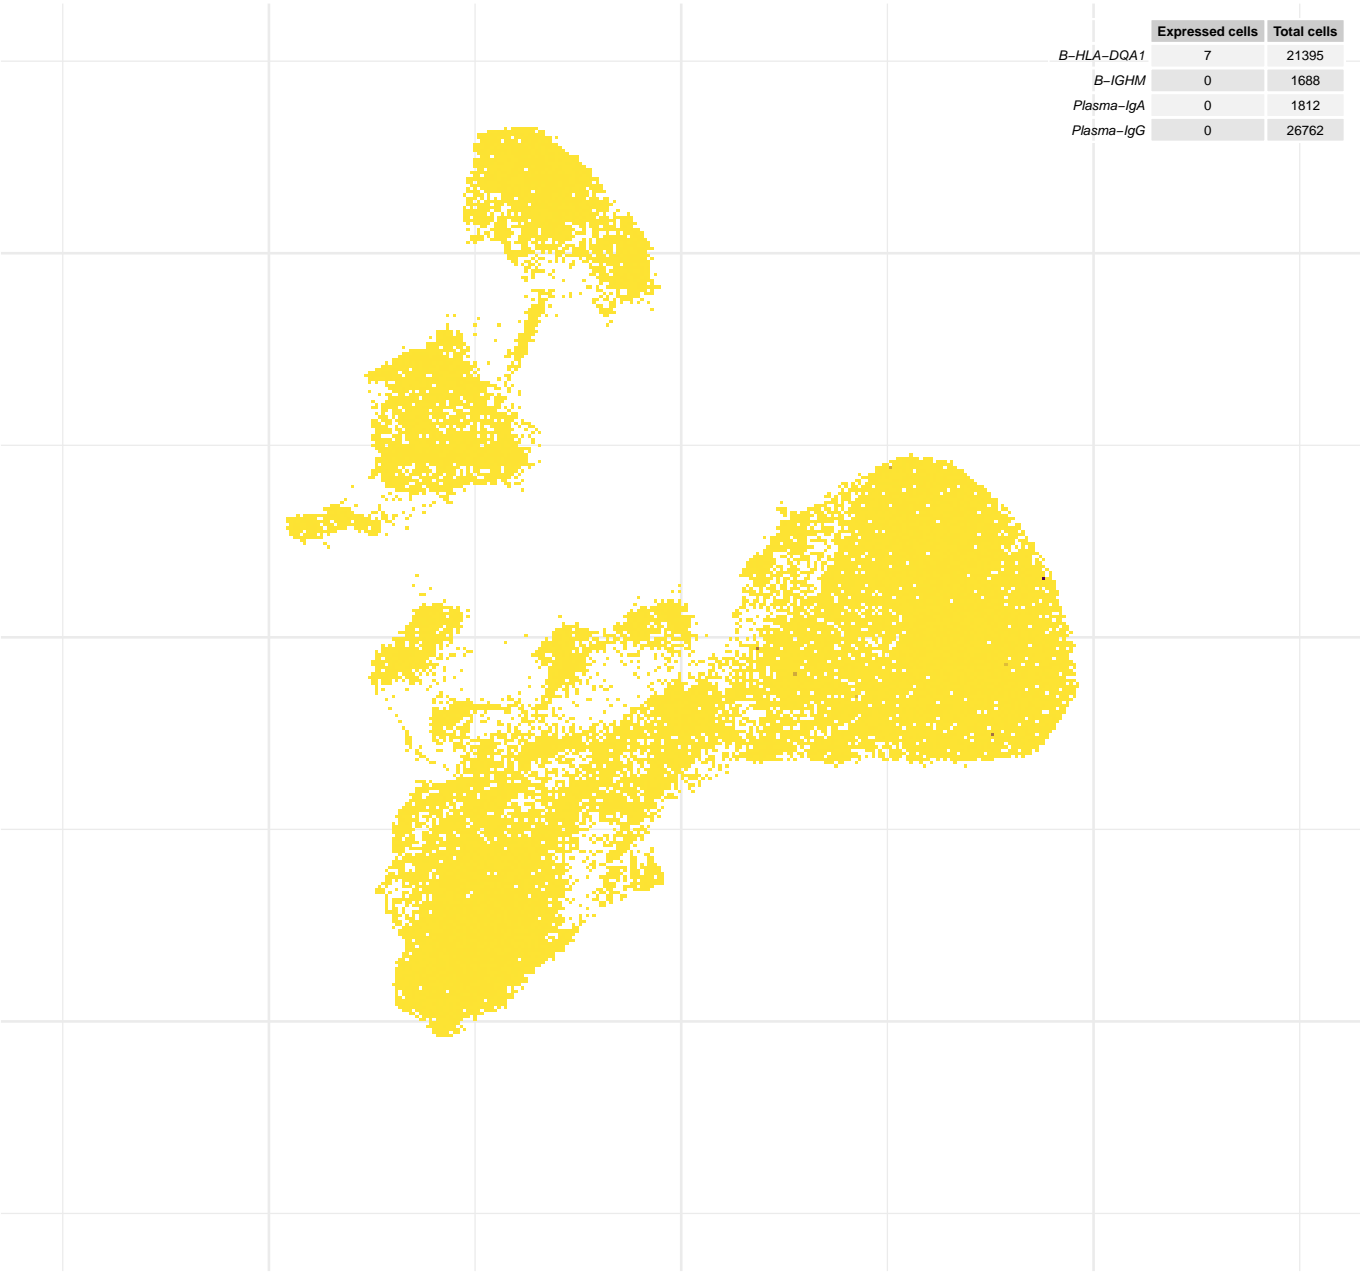 Expressed cells Total cells
B−HLA−DQA1 7 21395
B−IGHM 0 1688
Plasma−IgA 0 1812
Plasma−IgG 0 26762